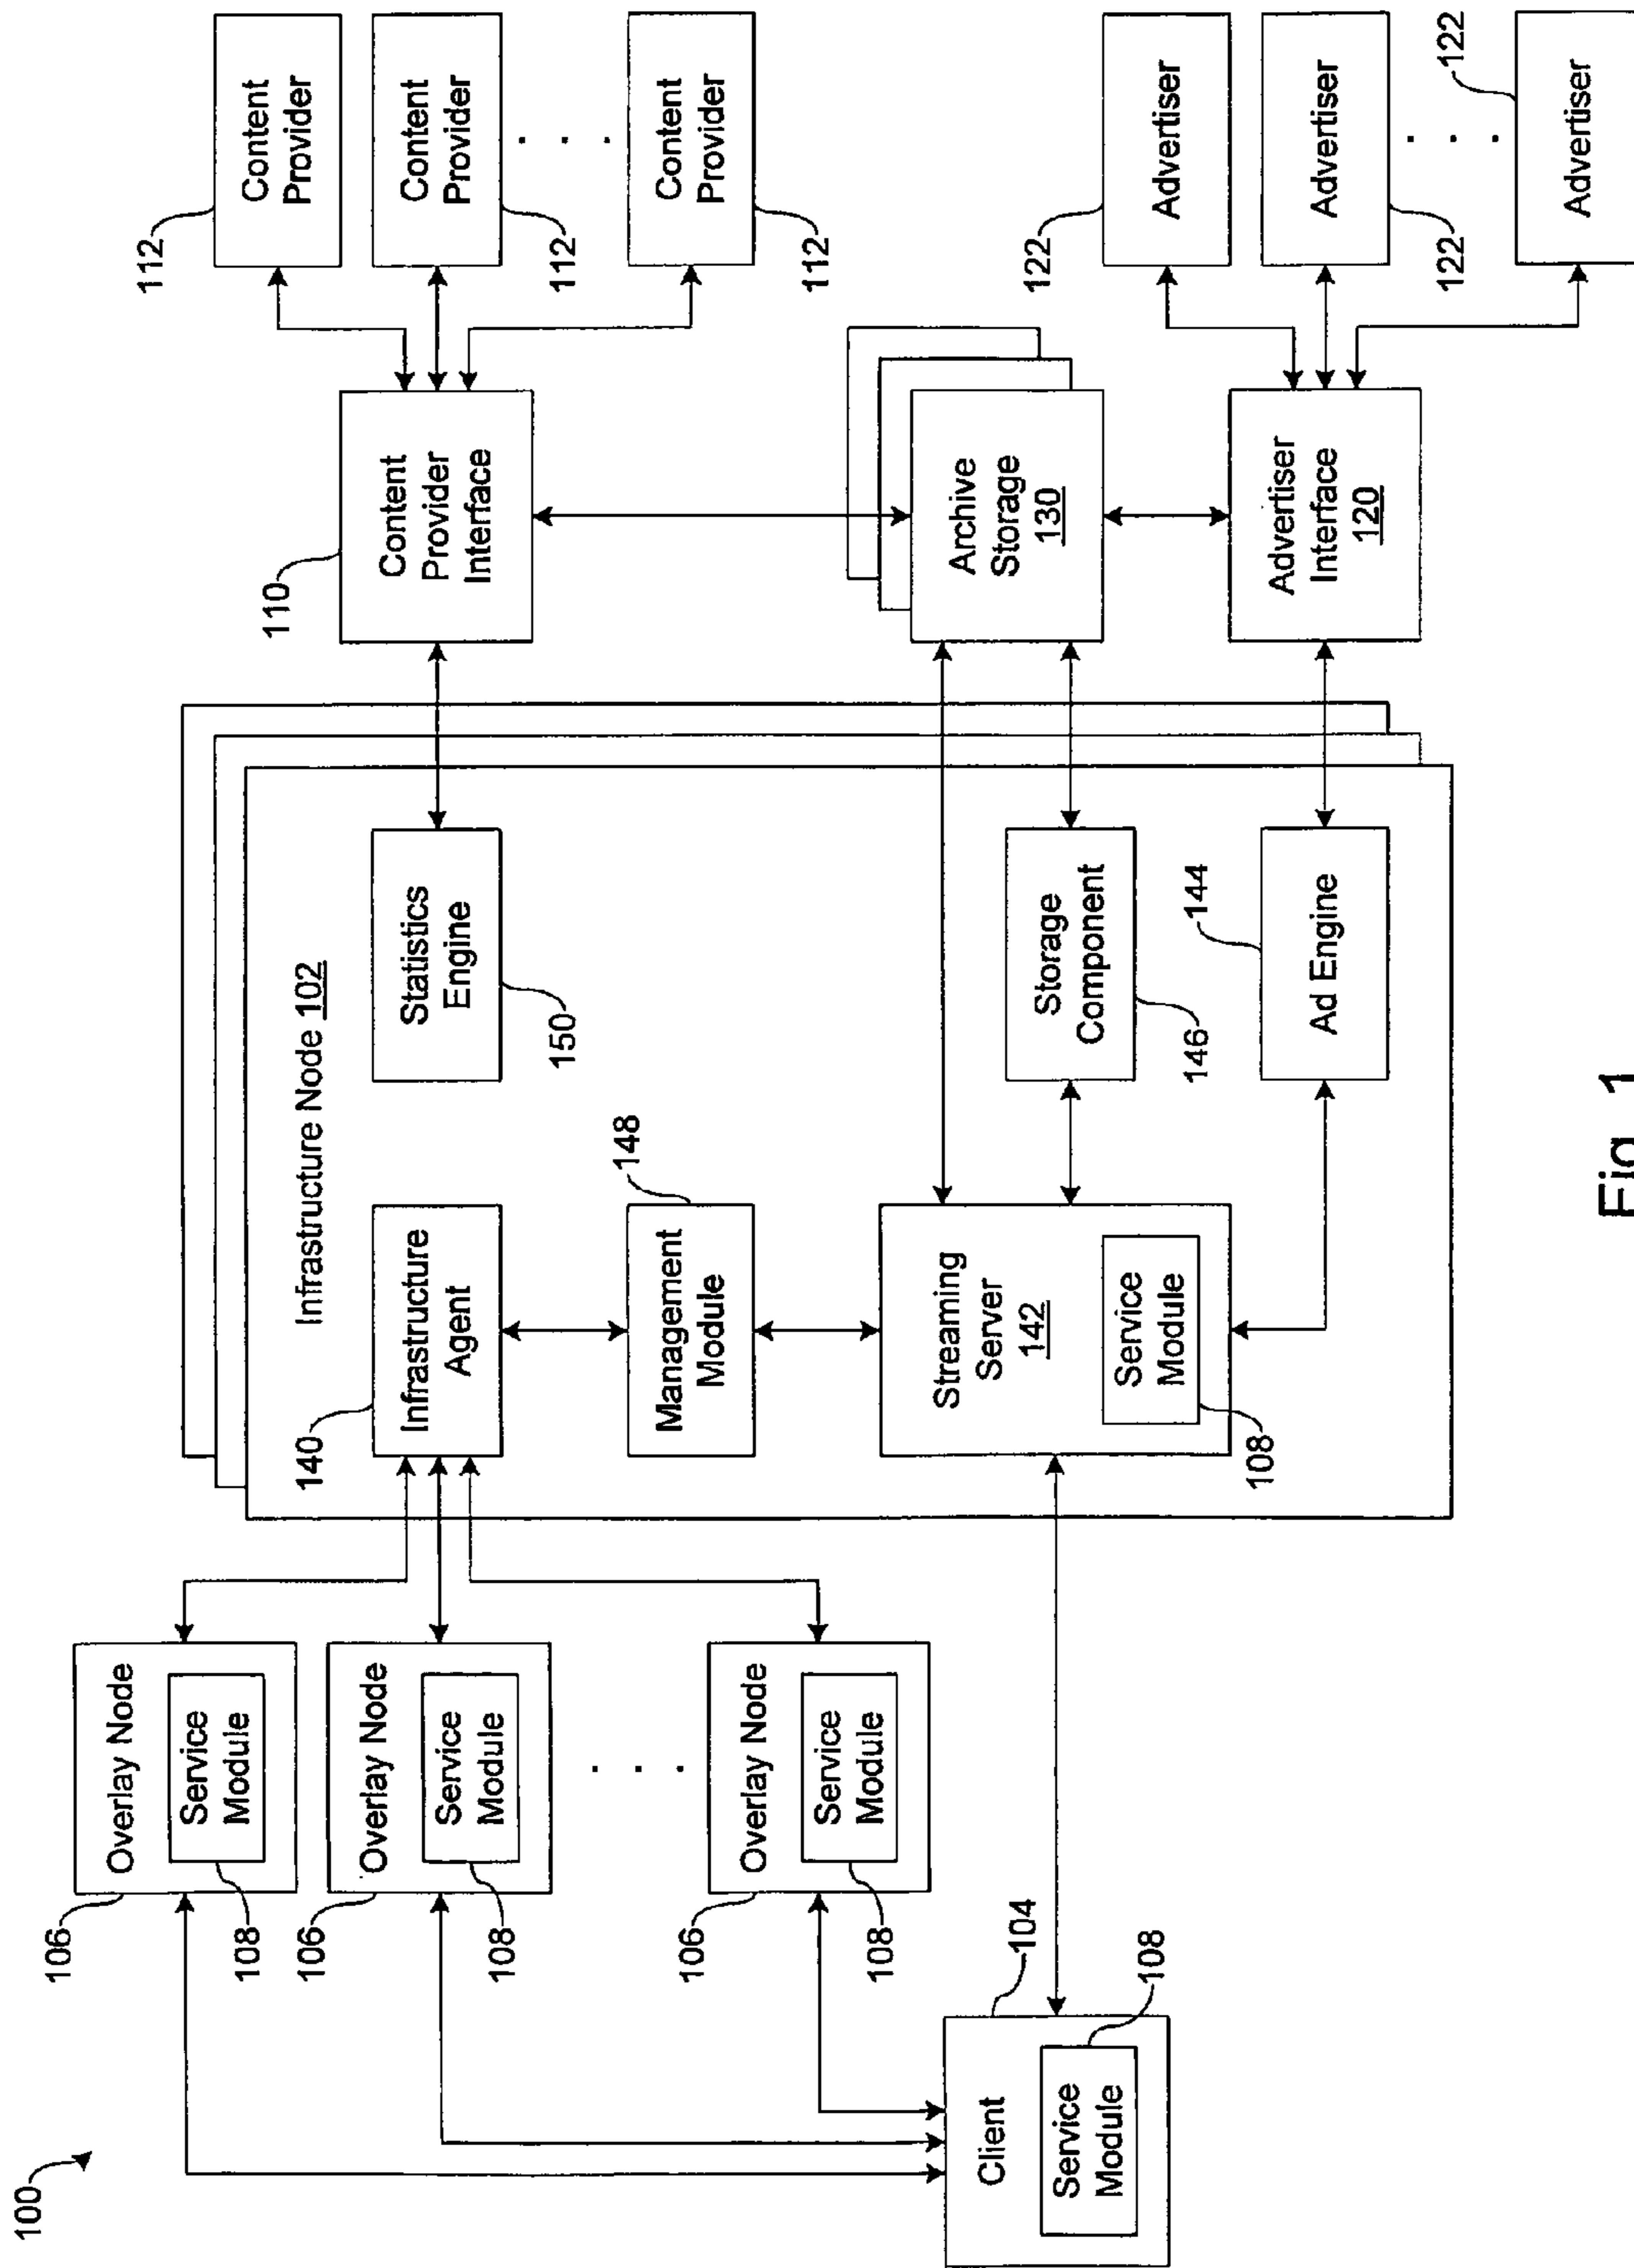 100
106
Overlay Node
Service
Module
108
106
Overlay Node
Service
Module
108
. . .
106
Overlay Node
Service
Module
108
104
Client
Service
Module
108
Infrastructure Node 102
140
Infrastructure
Agent
Statistics
Engine
150
Management
Module
148
Streaming
Server
142
Service
Module
108
Storage
Component
146
Ad Engine
144
110
Content
Provider
Interface
Archive
Storage
130
Advertiser
Interface
120
112
Content
Provider
Content
Provider
112
. . .
Content
Provider
112
122
Advertiser
Advertiser
122
. . .
122
Advertiser
Fig. 1